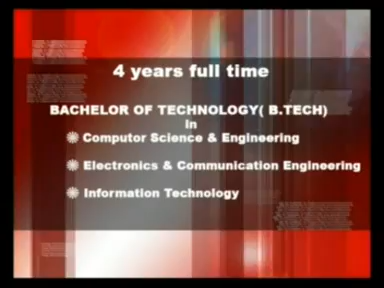 4 years full time
BACHELOR OF TECHNOLOGY( B.TECH)
In
Computor Science & Engineering
Electronics & Communication Engineering
Information Technology